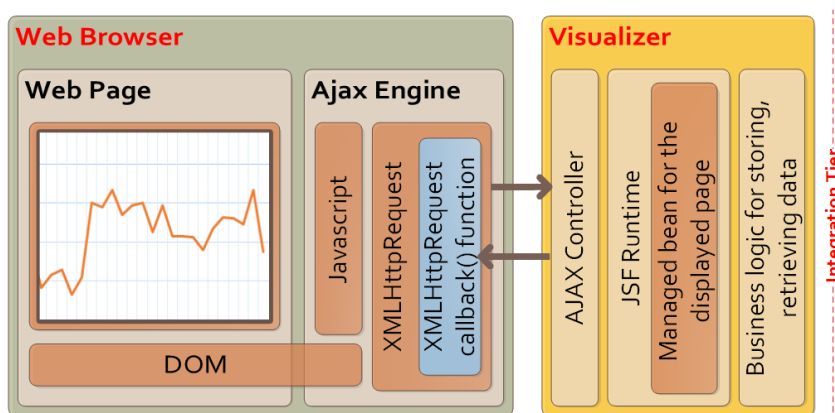 Web Browser
Web Page
DOM
Ajax Engine
Javascript
XMLHttpRequest
XMLHttpRequest
callback() function
Visualizer
AJAX Controller
JSF Runtime
Managed bean for the
displayed page
Business logic for storing,
retrieving data
Integration Tier